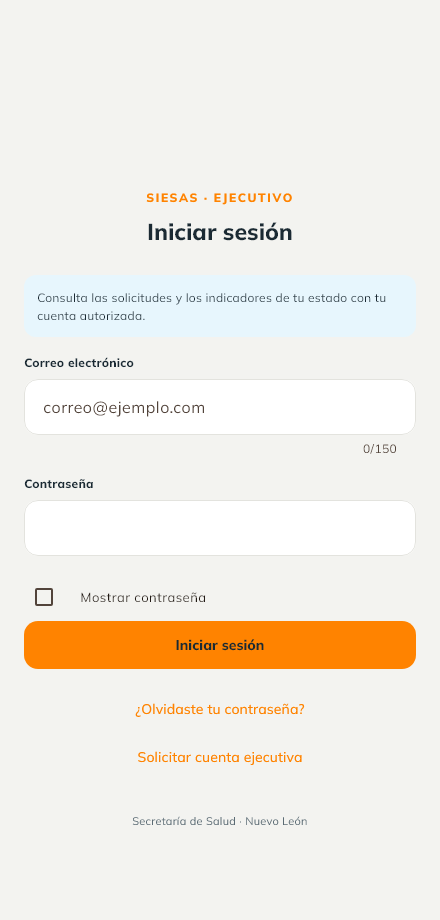 SIESAS · EJECUTIVO
Iniciar sesión
Consulta las solicitudes y los indicadores de tu estado con tu
cuenta autorizada.
Correo electrónico
correo@ejemplo.com
0/150
Contraseña
Mostrar contraseña
Iniciar sesión
¿Olvidaste tu contraseña?
Solicitar cuenta ejecutiva
Secretaría de Salud · Nuevo León